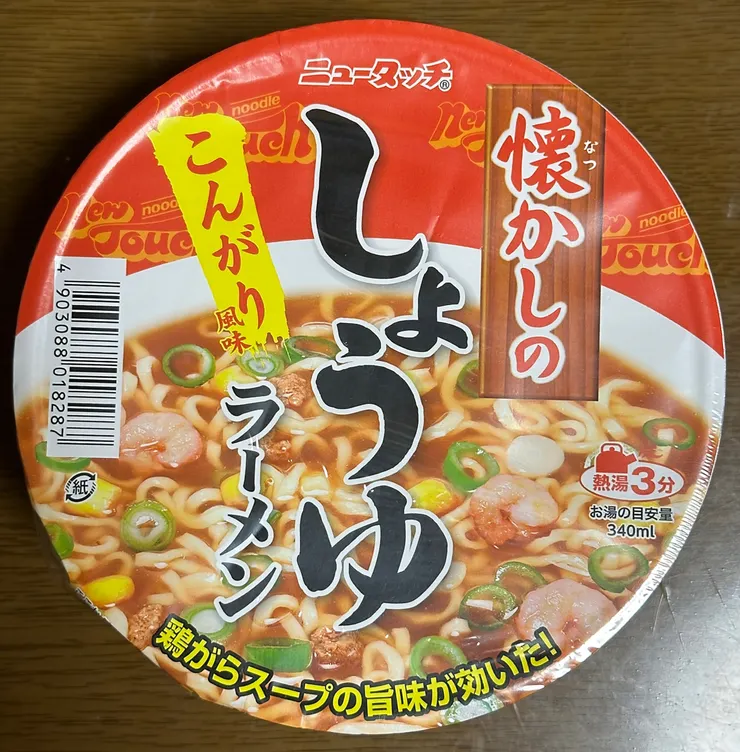 ニュータッチ®
懐かしの
なつ
しょうゆ
こんがり
風味
ラーメン
New Touch
noodle
New
noodle
Touch
New
noodle
Touch
4 903088 018287
紙
熱湯3分
お湯の目安量
340ml
鶏がらスープの旨味が効いた!